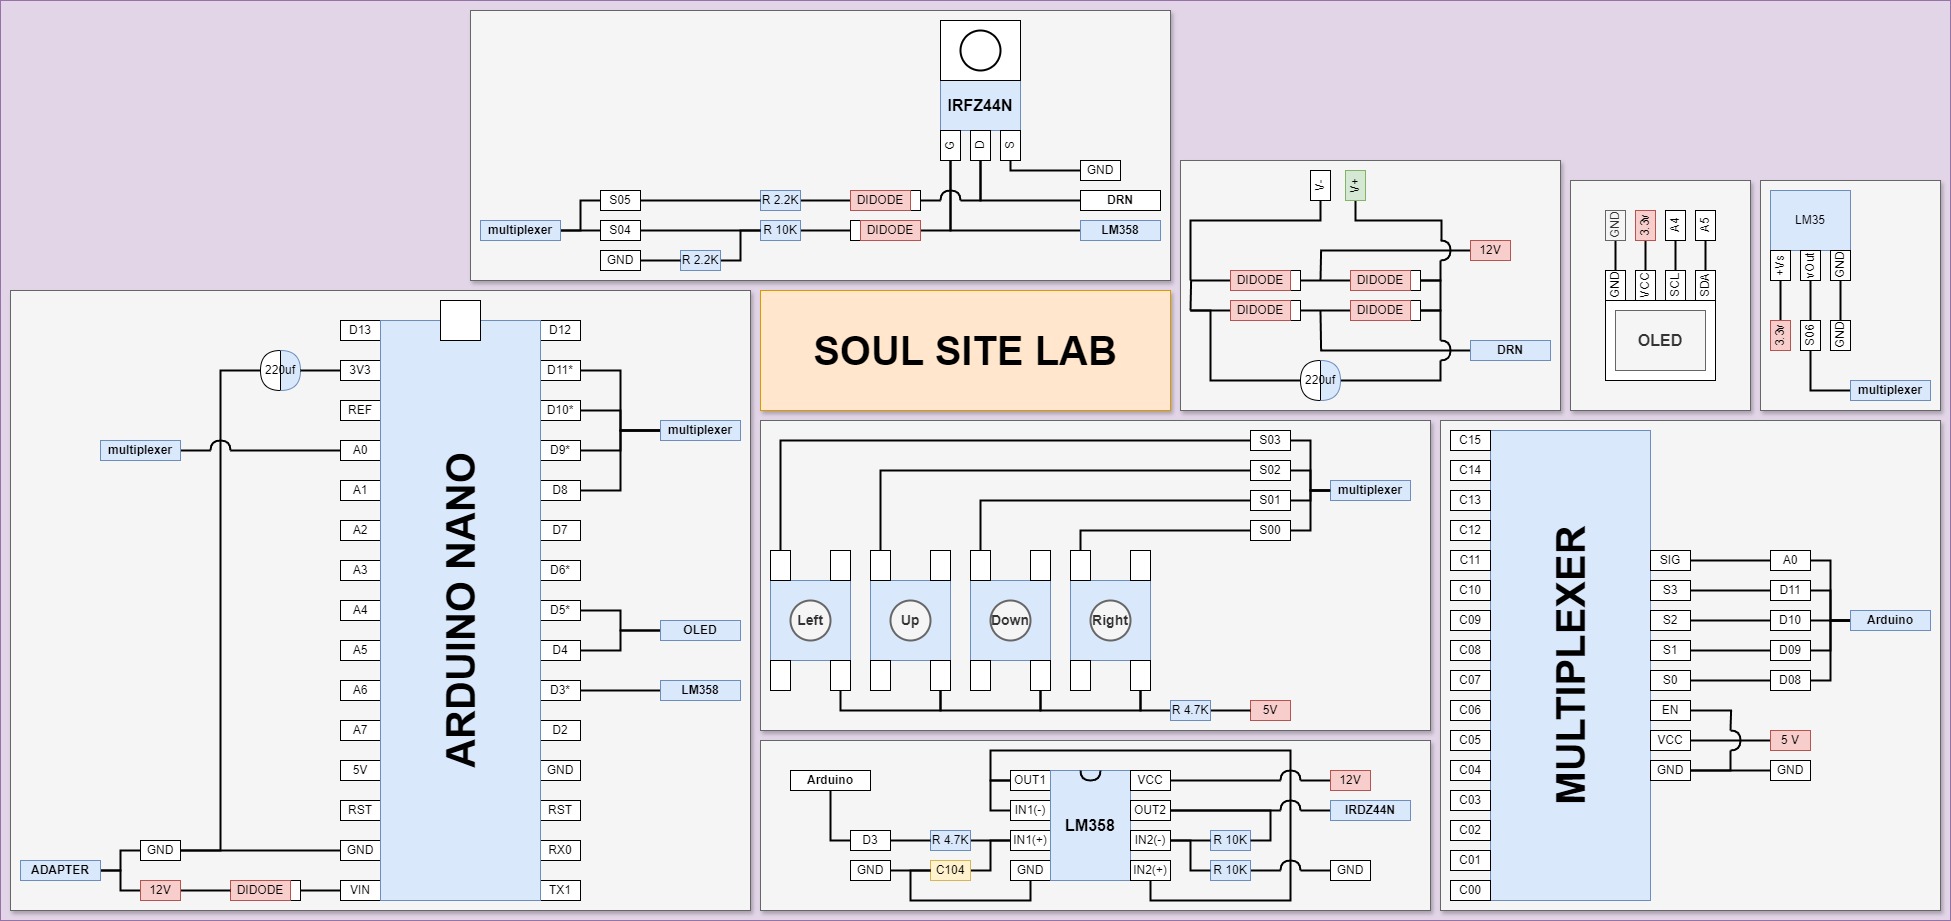 IRFZ44N
G
D
S
GND
S05
R 2.2K
DIDODE
DRN
multiplexer
S04
R 10K
DIDODE
LM358
GND
R 2.2K
V-
V+
12V
DIDODE
DIDODE
DIDODE
DIDODE
DRN
220uf
GND
3.3v
A4
A5
GND
VCC
SCL
SDA
OLED
LM35
+Vs
vOut
GND
3.3v
S06
GND
multiplexer
SOUL SITE LAB
ARDUINO NANO
D13
D12
220uf
3V3
D11*
REF
D10*
multiplexer
multiplexer
A0
D9*
A1
D8
A2
D7
A3
D6*
A4
D5*
OLED
A5
D4
A6
D3*
LM358
A7
D2
5V
GND
RST
RST
GND
GND
RX0
ADAPTER
12V
DIDODE
VIN
TX1
S03
S02
multiplexer
S01
S00
Left
Up
Down
Right
R 4.7K
5V
Arduino
OUT1
VCC
12V
IN1(-)
OUT2
IRDZ44N
LM358
D3
R 4.7K
IN1(+)
IN2(-)
R 10K
GND
C104
GND
IN2(+)
R 10K
GND
MULTIPLEXER
C15
C14
C13
C12
C11
SIG
A0
C10
S3
D11
C09
S2
D10
Arduino
C08
S1
D09
C07
S0
D08
C06
EN
C05
VCC
5 V
C04
GND
GND
C03
C02
C01
C00